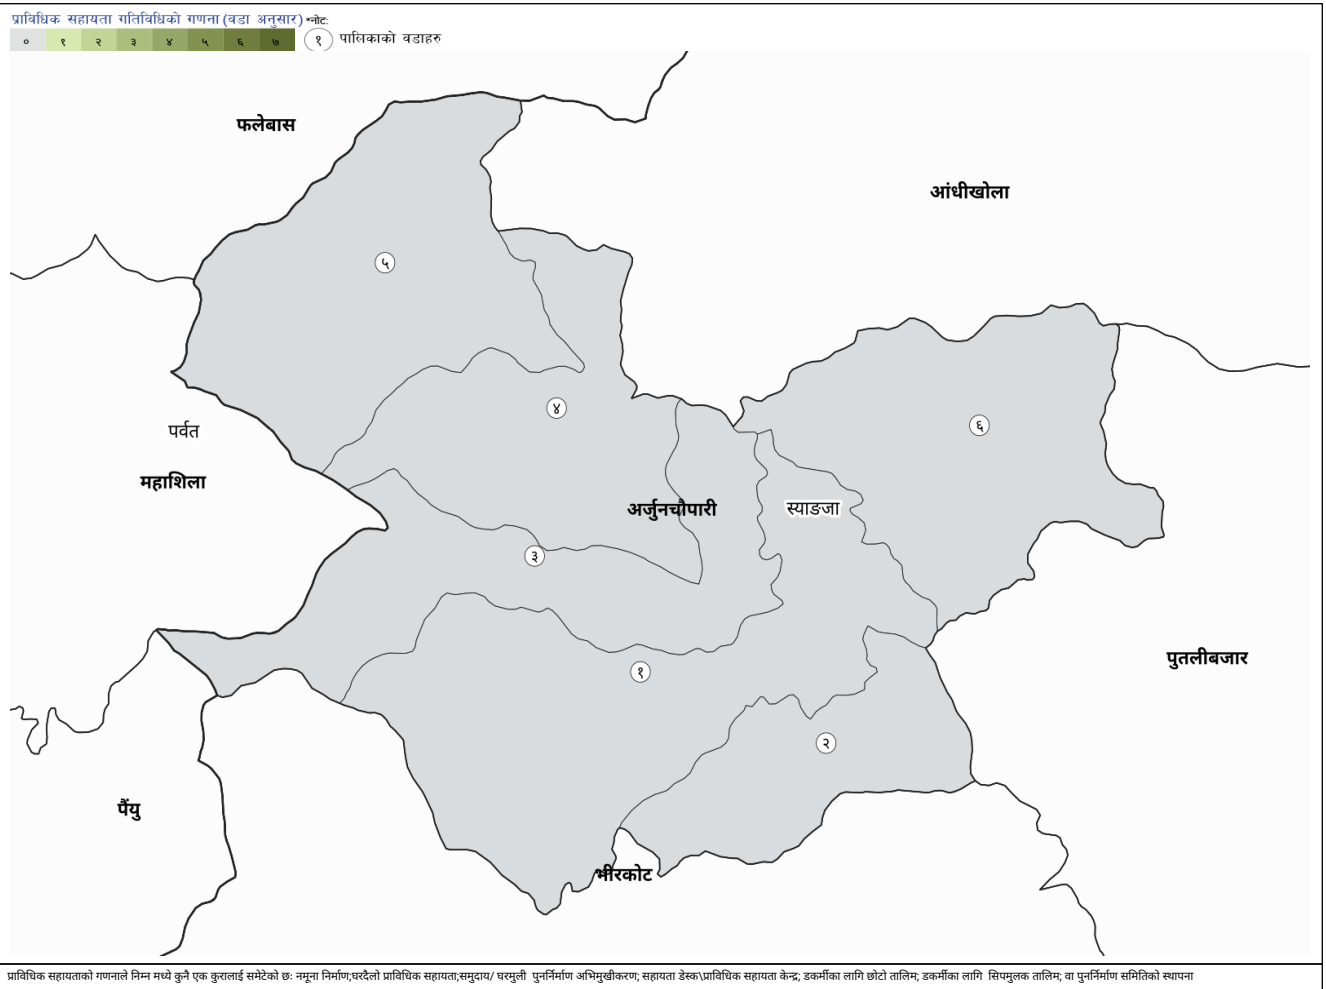 प्राविधिक सहायता गतिविधिको गणना (वडा अनुसार) *नोट:
० १ २ ३ ४ ५ ६ ७ १ पालिकाको वडाहरु
फलेबास
आंधीखोला
५
४
६
पर्वत
महाशिला
अर्जुनचौपारी
स्याङजा
३
पुतलीबजार
१
२
पैंयु
भीरकोट
प्राविधिक सहायताको गणनाले निम्न मध्ये कुनै एक कुरालाई समेटेको छः नमूना निर्माण;घरदैलो प्राविधिक सहायता;समुदाय/ घरमुली पुनर्निर्माण अभिमुखीकरण; सहायता डेस्क\प्राविधिक सहायता केन्द्र; डकर्मीका लागि छोटो तालिम; डकर्मीका लागि सिपमुलक तालिम; वा पुनर्निर्माण समितिको स्थापना